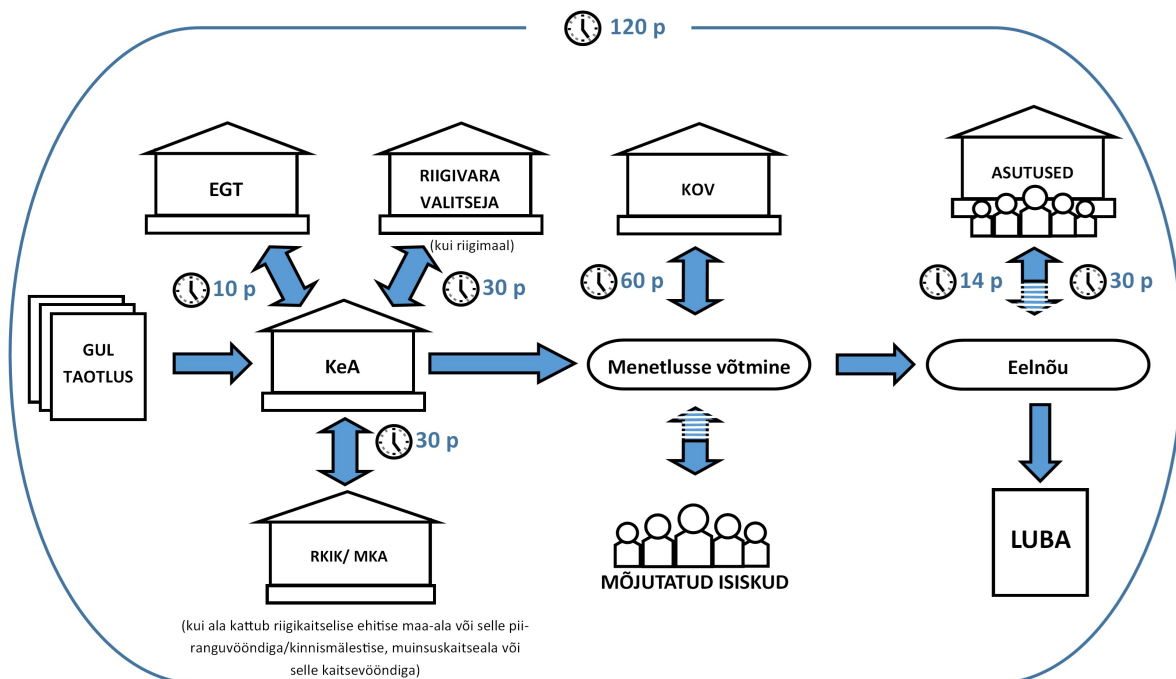 120 p
EGT
RIIGIVARA
VALITSEJA
(kui riigimaal)
KOV
ASUTUSED
10 p
30 p
60 p
14 p
30 p
GUL
TAOTLUS
KeA
Menetlusse võtmine
Eelnõu
30 p
RKIK/ MKA
(kui ala kattub riigikaitselise ehitise maa-ala või selle pii-
ranguvööndiga/kinnismälestise, muinsuskaitseala või
selle kaitsevööndiga)
MÕJUTATUD ISISKUD
LUBA